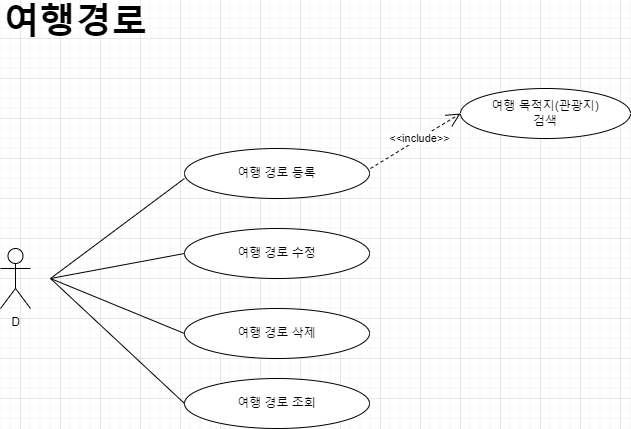 여행경로
여행 목적지(관광지)
검색
<<include>>
여행 경로 등록
여행 경로 수정
D
여행 경로 삭제
여행 경로 조회